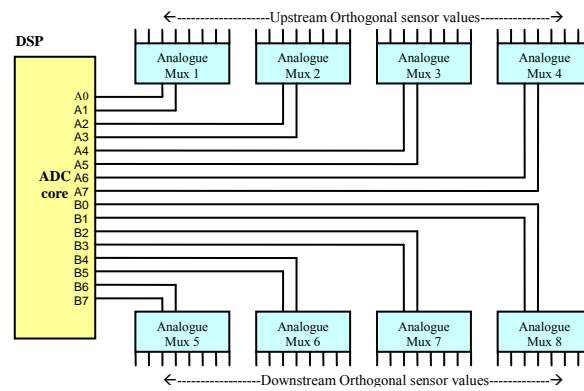 ←------------------Upstream Orthogonal sensor values -----------------→
DSP
Analogue
Mux 1
Analogue
Mux 2
Analogue
Mux 3
Analogue
Mux 4
A0
A1
A2
A3
A4
A5
A6
A7
ADC
core
B0
B1
B2
B3
B4
B5
B6
B7
Analogue
Mux 5
Analogue
Mux 6
Analogue
Mux 7
Analogue
Mux 8
←------------------Downstream Orthogonal sensor values----------------→